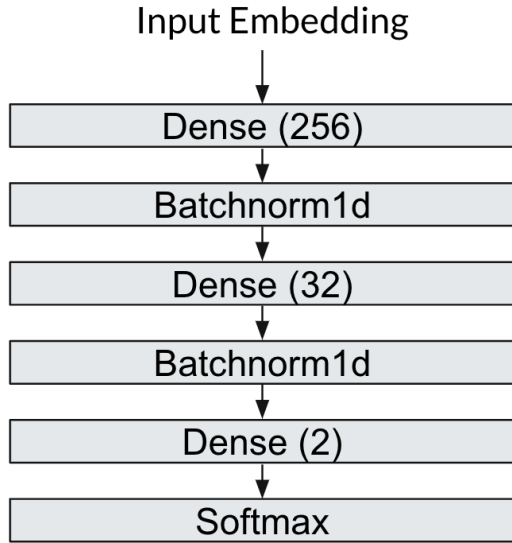 Input Embedding
Dense (256)
Batchnorm1d
Dense (32)
Batchnorm1d
Dense (2)
Softmax